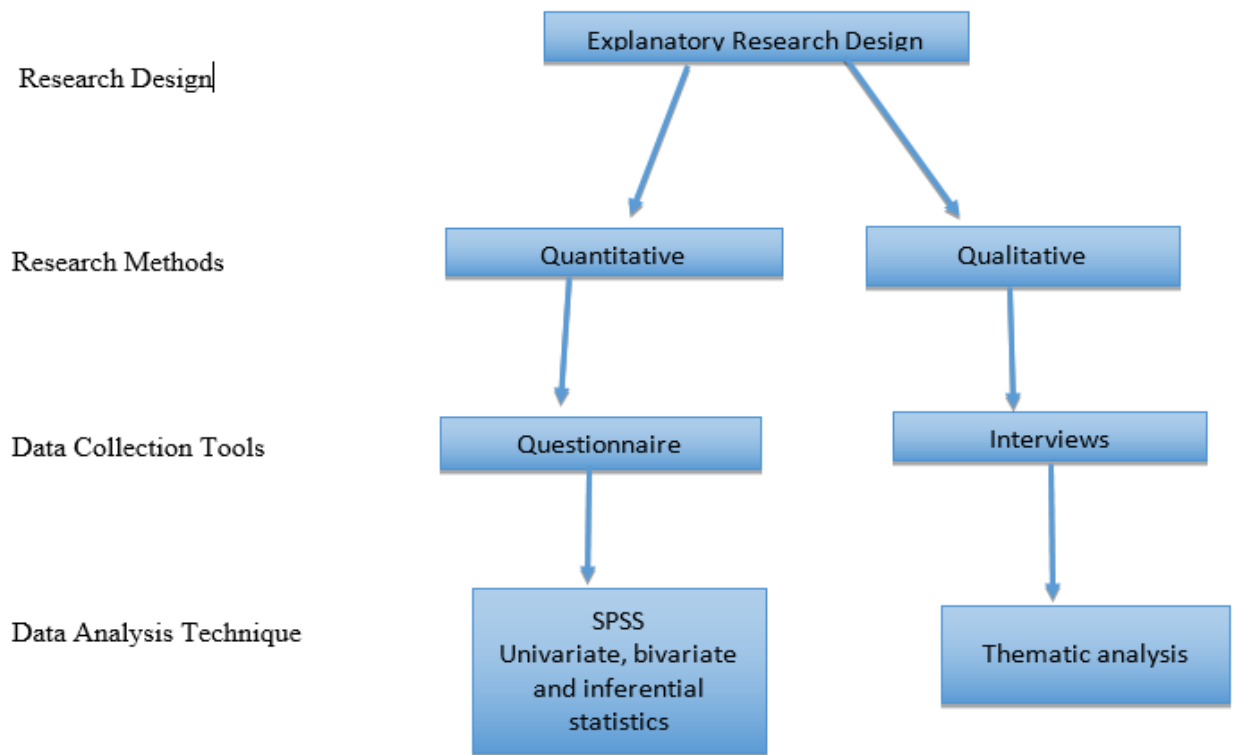 Explanatory Research Design
Research Design
Research Methods
Quantitative
Qualitative
Data Collection Tools
Questionnaire
Interviews
Data Analysis Technique
SPSS
Univariate, bivariate
and inferential
statistics
Thematic analysis